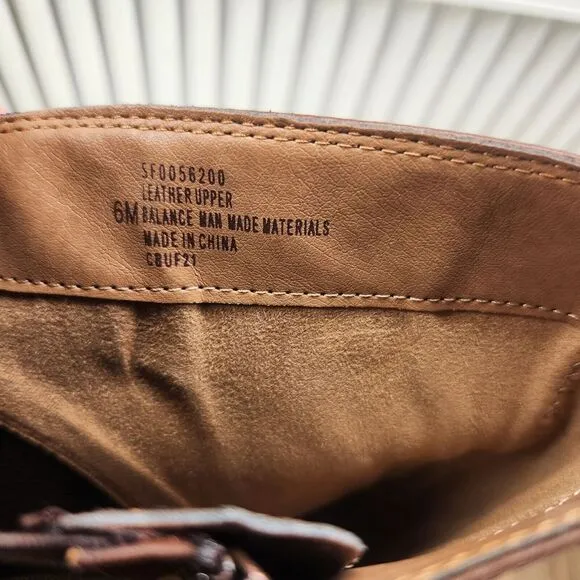 SF0056200
LEATHER UPPER
6M BALANCE MAN MADE MATERIALS
MADE IN CHINA
CBUF21